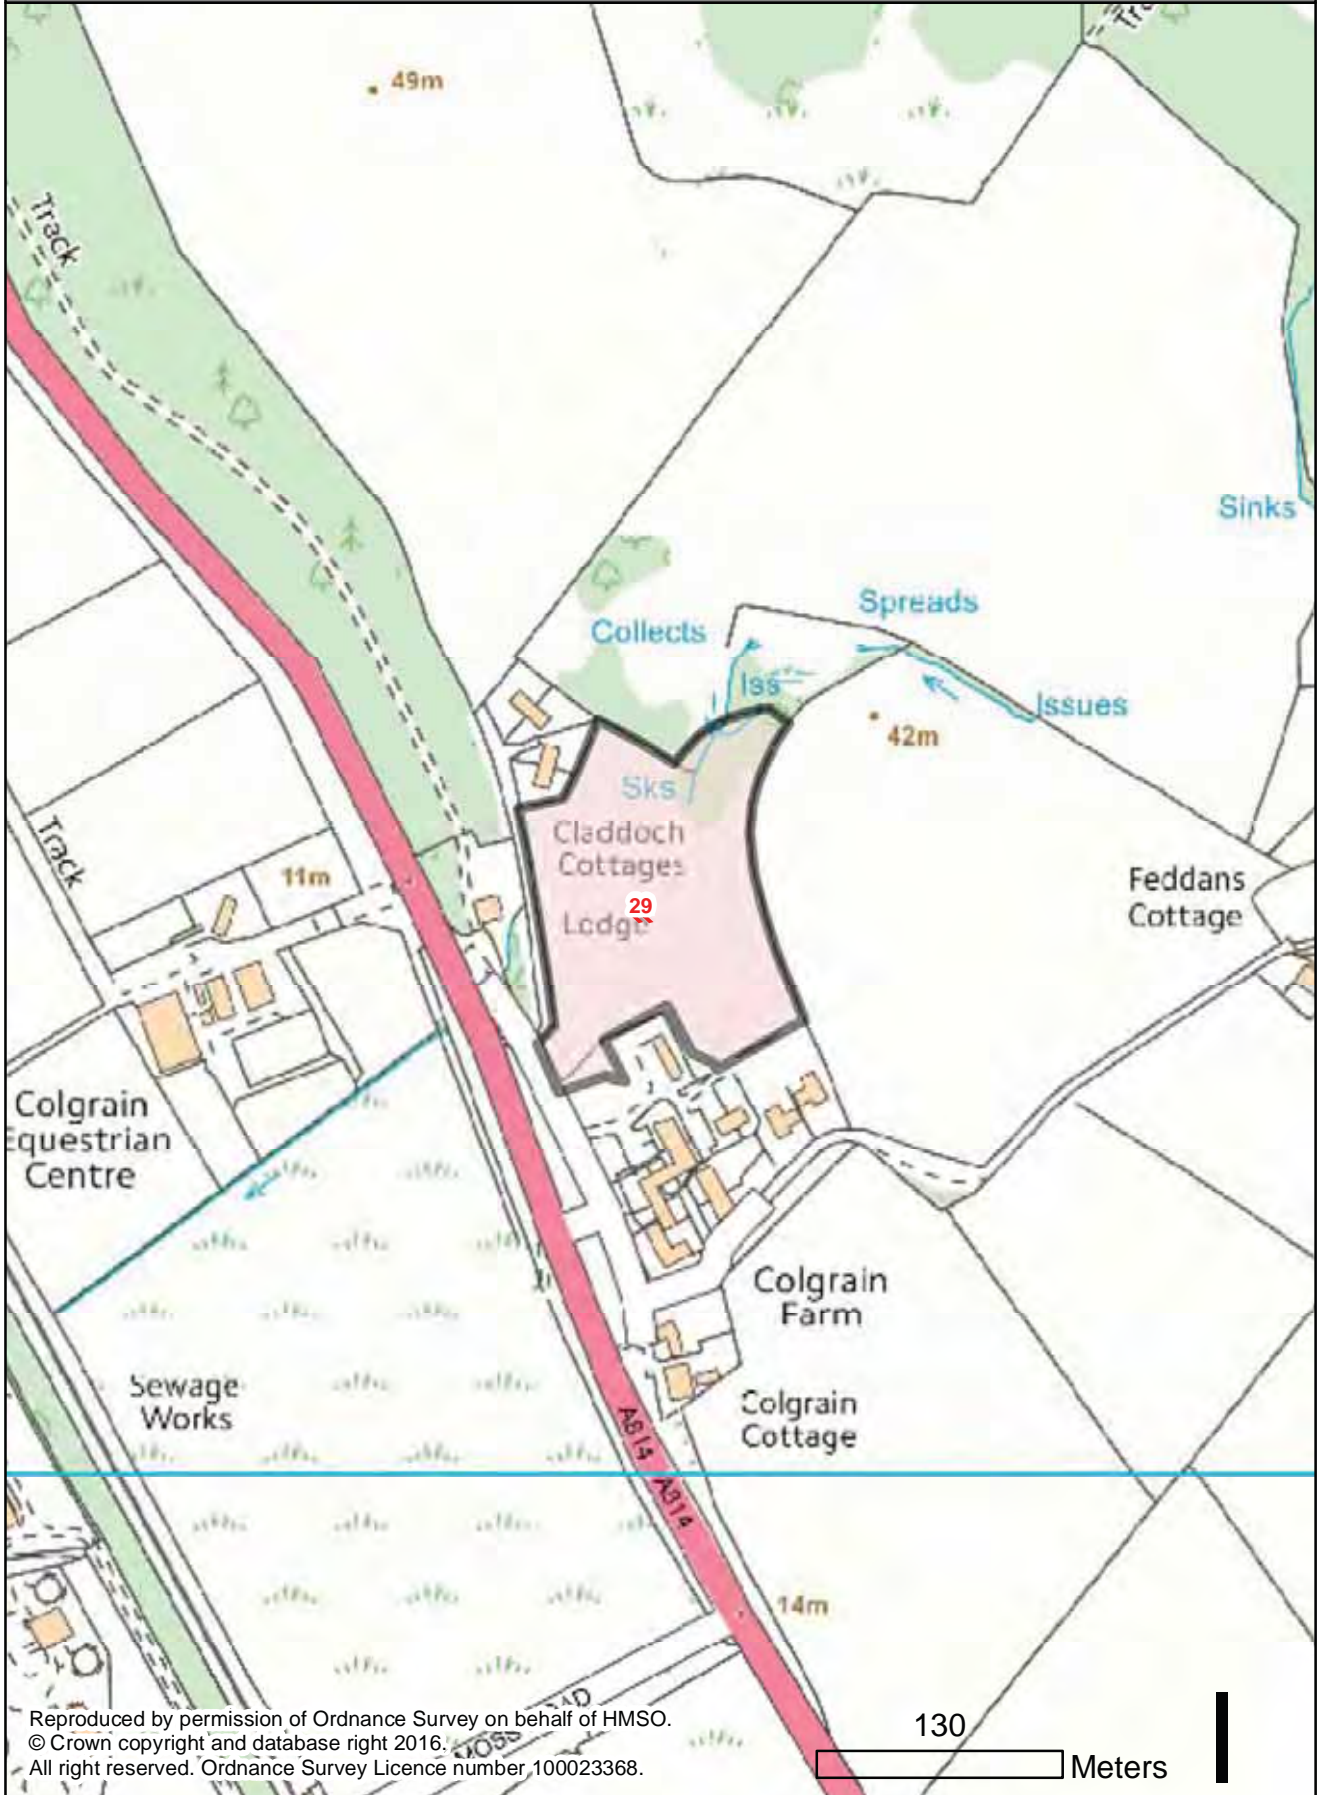 49m
Track
Sinks
Spreads
Collects
Iss
Issues
42m
Sks
Claddoch
Cottages
29
Lodge
Track
11m
Feddans
Cottage
Colgrain
Equestrian
Centre
Colgrain
Farm
Sewage
Works
Colgrain
Cottage
A814
A814
14m
Reproduced by permission of Ordnance Survey on behalf of HMSO.
© Crown copyright and database right 2016.
All right reserved. Ordnance Survey Licence number 100023368.
130
Meters